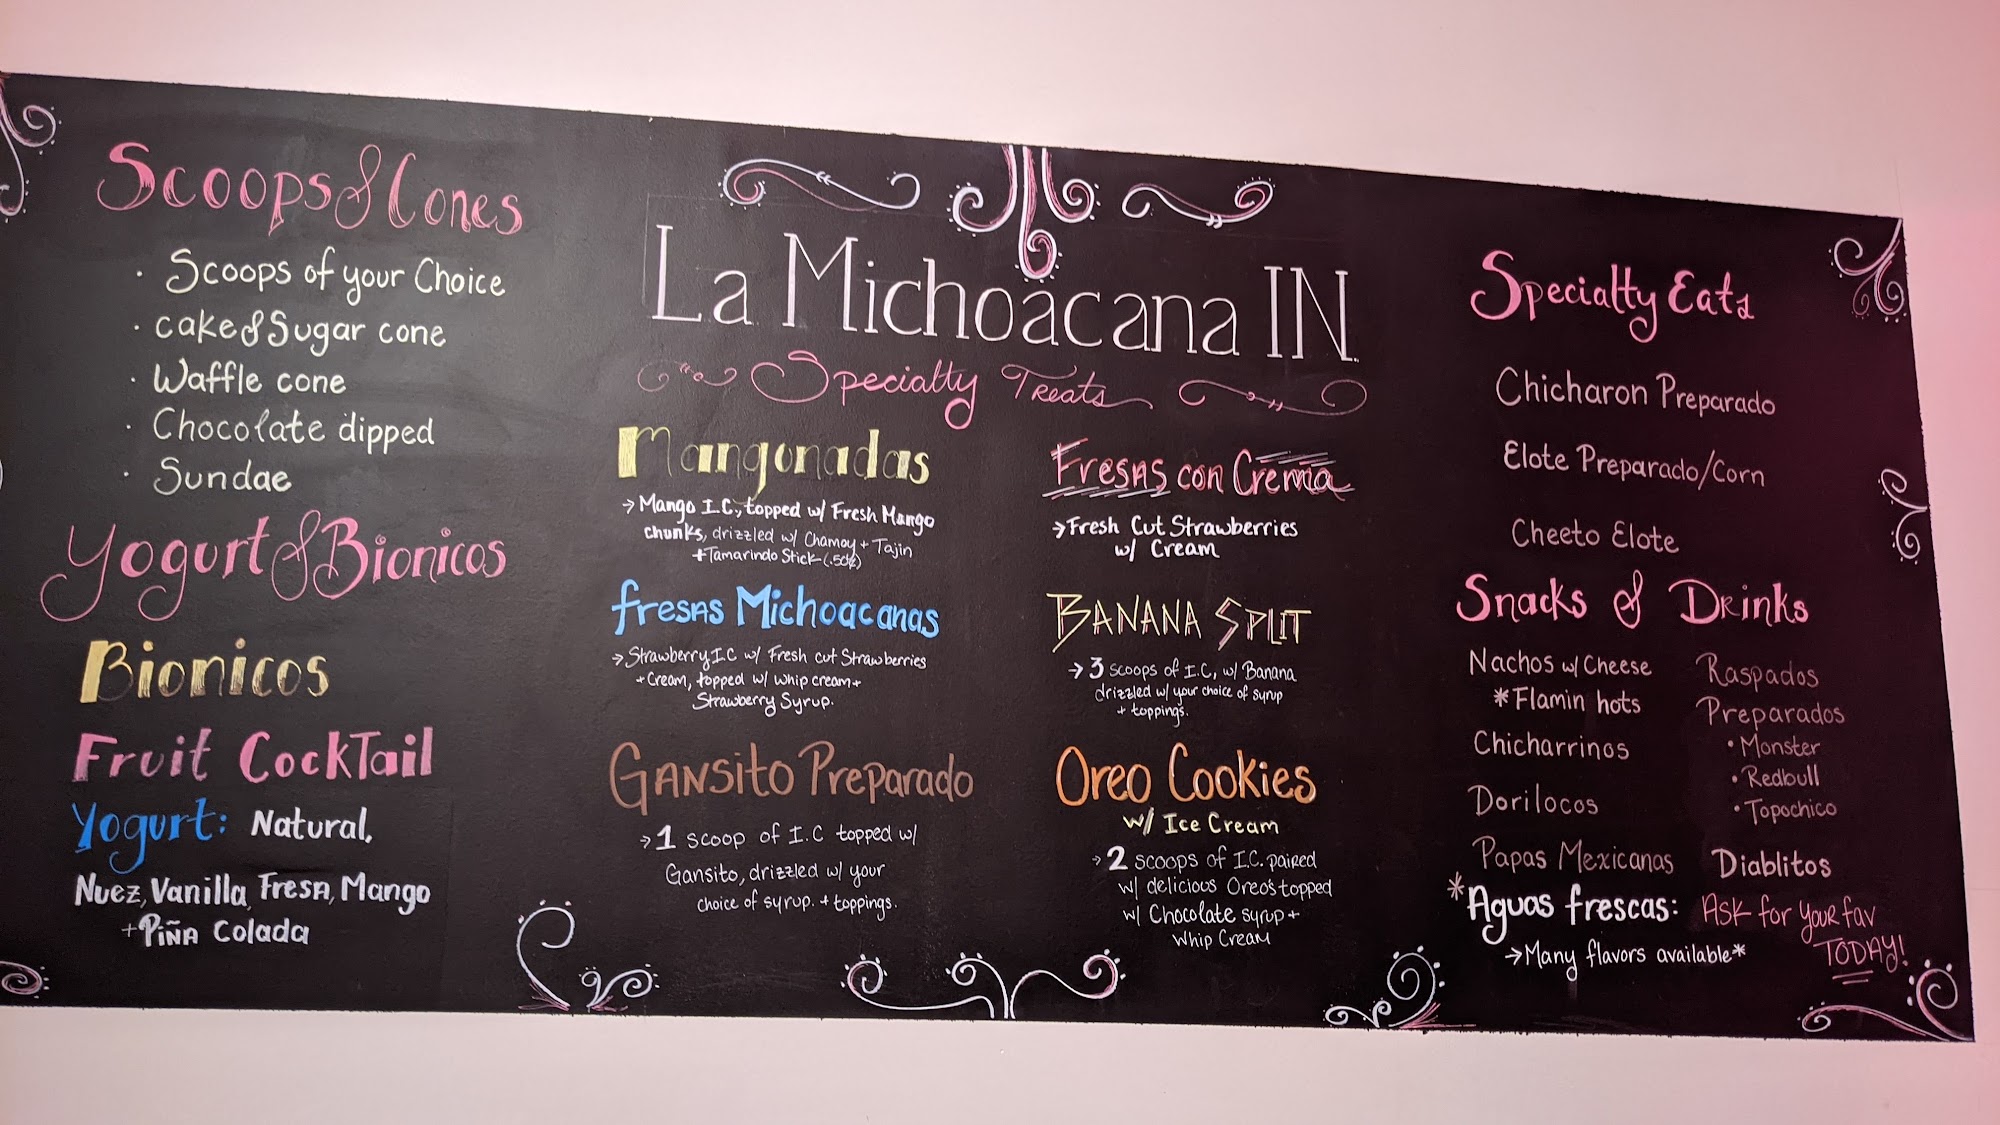 Scoops & Cones
· Scoops of your Choice
· cake & Sugar cone
· Waffle cone
· Chocolate dipped
· Sundae
Yogurt & Bionicos
Bionicos
Fruit Cocktail
Yogurt: Natural,
Nuez, Vanilla, Fresa, Mango
+ Piña Colada
La Michoacana IN
Specialty Treats
Mangonadas
→ Mango I.C, topped w/ Fresh Mango
chunks, drizzled w/ Chamoy + Tajin
+ Tamarindo Stick (.50¢)
Fresas Michoacanas
→ Strawberry I.C w/ Fresh cut Strawberries
+ Cream, topped w/ whip cream +
Strawberry Syrup.
Gansito Preparado
→ 1 scoop of I.C topped w/
Gansito, drizzled w/ your
choice of syrup. + toppings.
Fresas con Crema
→ Fresh Cut Strawberries
w/ Cream
Banana Split
→ 3 scoops of I.C, w/ Banana
drizzled w/ your choice of syrup
+ toppings.
Oreo Cookies
w/ Ice Cream
→ 2 scoops of I.C. paired
w/ delicious Oreo's topped
w/ Chocolate syrup +
Whip Cream
Specialty Eats
Chicharon Preparado
Elote Preparado/Corn
Cheeto Elote
Snacks & Drinks
Nachos w/ Cheese
*Flamin hots
Chicharrinos
Dorilocos
Papas Mexicanas
Raspados
Preparados
• Monster
• Redbull
• Topochico
Diablitos
*Aguas frescas: Ask for your fav
→ Many flavors available* TODAY!